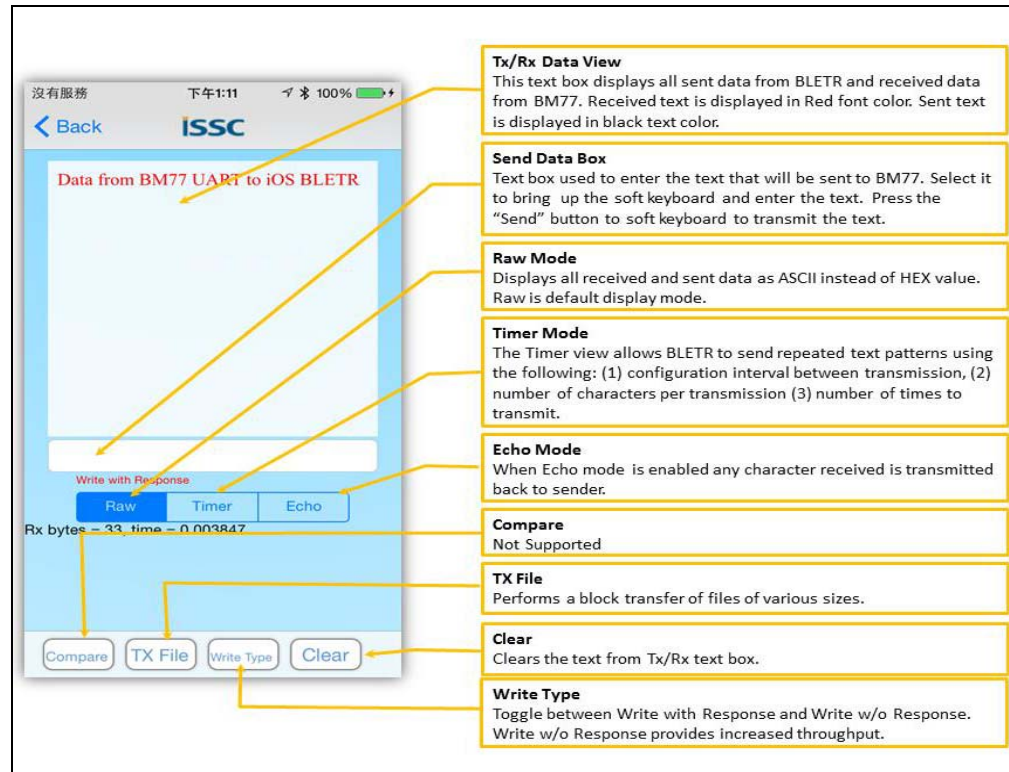 沒有服務 下午1:11 100%
Back ISSC
Data from BM77 UART to iOS BLETR
Write with Response
Raw Timer Echo
Rx bytes = 33, time = 0.003847
Compare TX File Write Type Clear
Tx/Rx Data View
This text box displays all sent data from BLETR and received data
from BM77. Received text is displayed in Red font color. Sent text
is displayed in black text color.
Send Data Box
Text box used to enter the text that will be sent to BM77. Select it
to bring up the soft keyboard and enter the text. Press the
“Send” button to soft keyboard to transmit the text.
Raw Mode
Displays all received and sent data as ASCII instead of HEX value.
Raw is default display mode.
Timer Mode
The Timer view allows BLETR to send repeated text patterns using
the following: (1) configuration interval between transmission, (2)
number of characters per transmission (3) number of times to
transmit.
Echo Mode
When Echo mode is enabled any character received is transmitted
back to sender.
Compare
Not Supported
TX File
Performs a block transfer of files of various sizes.
Clear
Clears the text from Tx/Rx text box.
Write Type
Toggle between Write with Response and Write w/o Response.
Write w/o Response provides increased throughput.